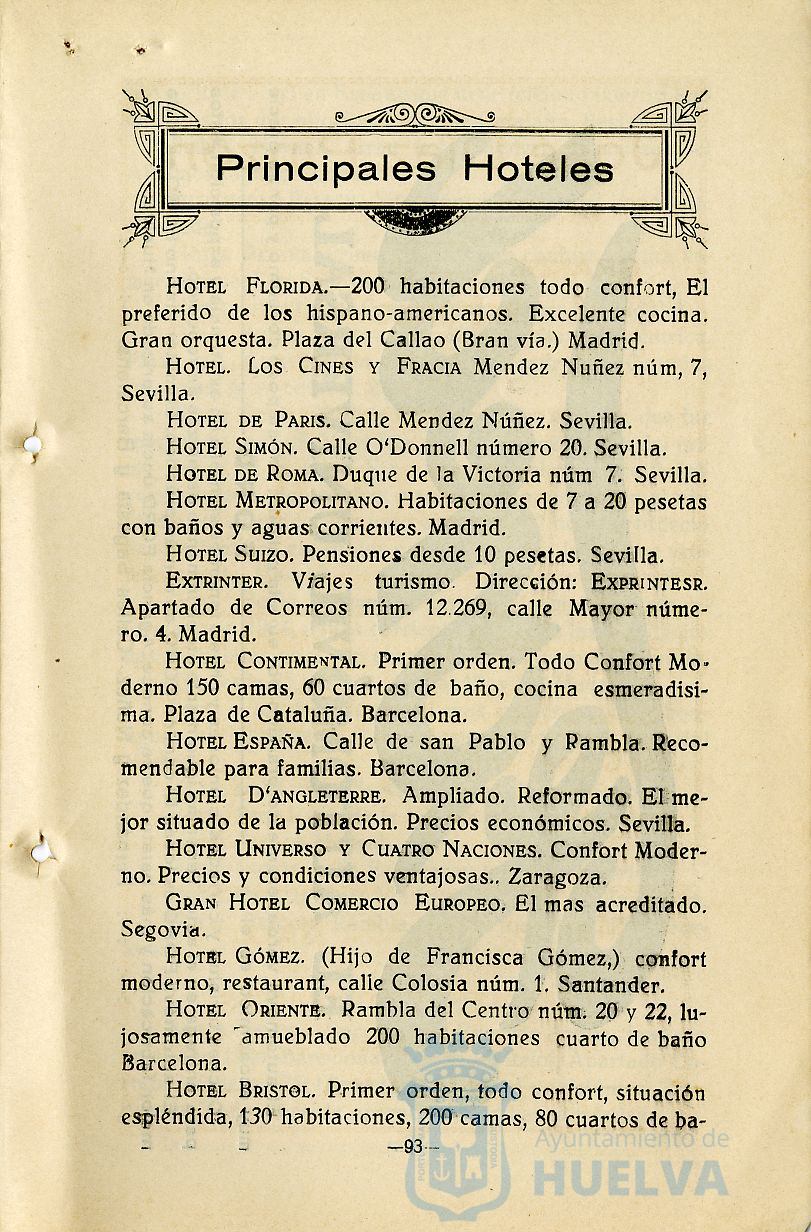 Principales Hoteles
HOTEL FLORIDA.—200 habitaciones todo confort, El
preferido de los hispano-americanos. Excelente cocina.
Gran orquesta. Plaza del Callao (Bran vía.) Madrid.
HOTEL. LOS CINES Y FRACIA Mendez Nuñez núm, 7,
Sevilla.
HOTEL DE PARIS. Calle Mendez Núñez. Sevilla.
HOTEL SIMÓN. Calle O‘Donnell número 20. Sevilla.
HOTEL DE ROMA. Duque de la Victoria núm 7. Sevilla.
HOTEL METROPOLITANO. Habitaciones de 7 a 20 pesetas
con baños y aguas corrientes. Madrid.
HOTEL SUIZO. Pensiones desde 10 pesetas. Sevilla.
EXTRINTER. Viajes turismo. Dirección: EXPRINTESR.
Apartado de Correos núm. 12.269, calle Mayor núme-
ro. 4. Madrid.
HOTEL CONTIMENTAL. Primer orden. Todo Confort Mo-
derno 150 camas, 60 cuartos de baño, cocina esmeradisi-
ma. Plaza de Cataluña. Barcelona.
HOTEL ESPAÑA. Calle de san Pablo y Rambla. Reco-
mendable para familias. Barcelona.
HOTEL D‘ANGLETERRE. Ampliado. Reformado. El me-
jor situado de la población. Precios económicos. Sevilla.
HOTEL UNIVERSO Y CUATRO NACIONES. Confort Moder-
no. Precios y condiciones ventajosas.. Zaragoza.
GRAN HOTEL COMERCIO EUROPEO. El mas acreditado.
Segovia.
HOTEL GÓMEZ. (Hijo de Francisca Gómez,) confort
moderno, restaurant, calle Colosia núm. 1. Santander.
HOTEL ORIENTE. Rambla del Centro núm. 20 y 22, lu-
josamente amueblado 200 habitaciones cuarto de baño
Barcelona.
HOTEL BRISTOL. Primer orden, todo confort, situación
espléndida, 130 habitaciones, 200 camas, 80 cuartos de ba-
—93—
Ayuntamiento de
HUELVA